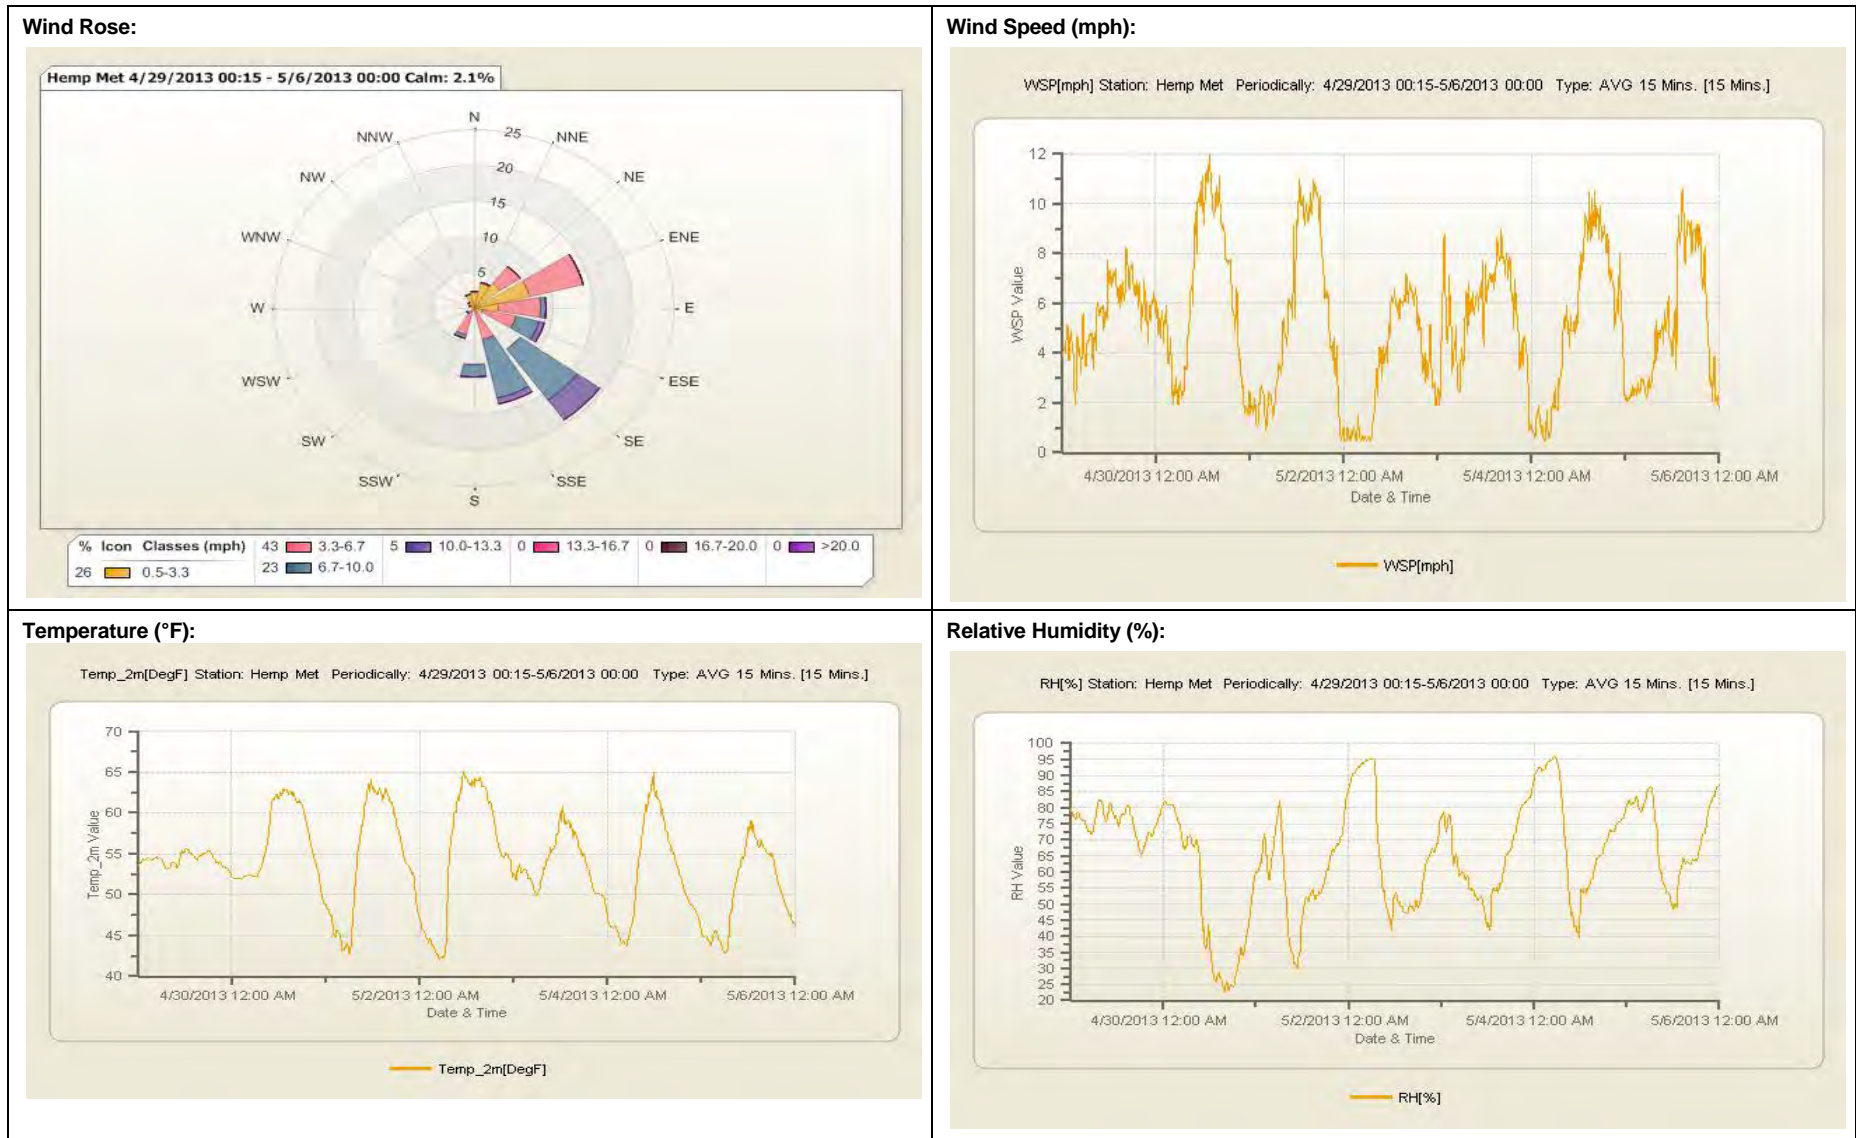 Wind Rose:
Hemp Met 4/29/2013 00:15 - 5/6/2013 00:00 Calm: 2.1%
N
NNE
NE
ENE
E
ESE
SE
SSE
S
SSW
SW
WSW
W
WNW
NW
NNW
25
20
15
10
5
% Icon Classes (mph)
26 0.5-3.3
43 3.3-6.7
23 6.7-10.0
5 10.0-13.3
0 13.3-16.7
0 16.7-20.0
0 >20.0
Wind Speed (mph):
WSP[mph] Station: Hemp Met Periodically: 4/29/2013 00:15-5/6/2013 00:00 Type: AVG 15 Mins. [15 Mins.]
12
10
8
6
4
2
0
WSP Value
4/30/2013 12:00 AM 5/2/2013 12:00 AM 5/4/2013 12:00 AM 5/6/2013 12:00 AM
Date & Time
WSP[mph]
Temperature (°F):
Temp_2m[DegF] Station: Hemp Met Periodically: 4/29/2013 00:15-5/6/2013 00:00 Type: AVG 15 Mins. [15 Mins.]
70
65
60
55
50
45
40
Temp_2m Value
4/30/2013 12:00 AM 5/2/2013 12:00 AM 5/4/2013 12:00 AM 5/6/2013 12:00 AM
Date & Time
Temp_2m[DegF]
Relative Humidity (%):
RH[%] Station: Hemp Met Periodically: 4/29/2013 00:15-5/6/2013 00:00 Type: AVG 15 Mins. [15 Mins.]
100
95
90
85
80
75
70
65
60
55
50
45
40
35
30
25
20
RH Value
4/30/2013 12:00 AM 5/2/2013 12:00 AM 5/4/2013 12:00 AM 5/6/2013 12:00 AM
Date & Time
RH[%]